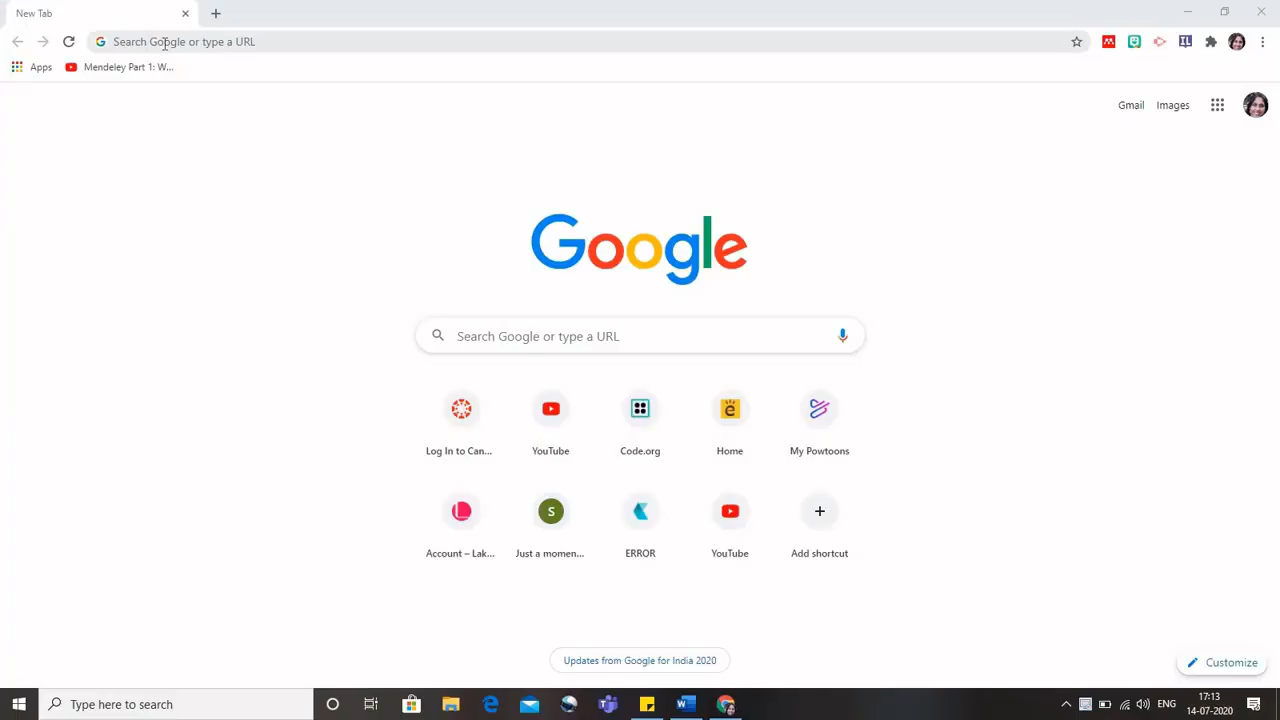 New Tab
Search Google or type a URL
Apps
Mendeley Part 1: W...
Gmail
Images
Google
Search Google or type a URL
Log In to Can...
YouTube
Code.org
Home
My Powtoons
Account – Lak...
Just a momen...
ERROR
YouTube
Add shortcut
Updates from Google for India 2020
Customize
Type here to search
ENG
17:13
14-07-2020